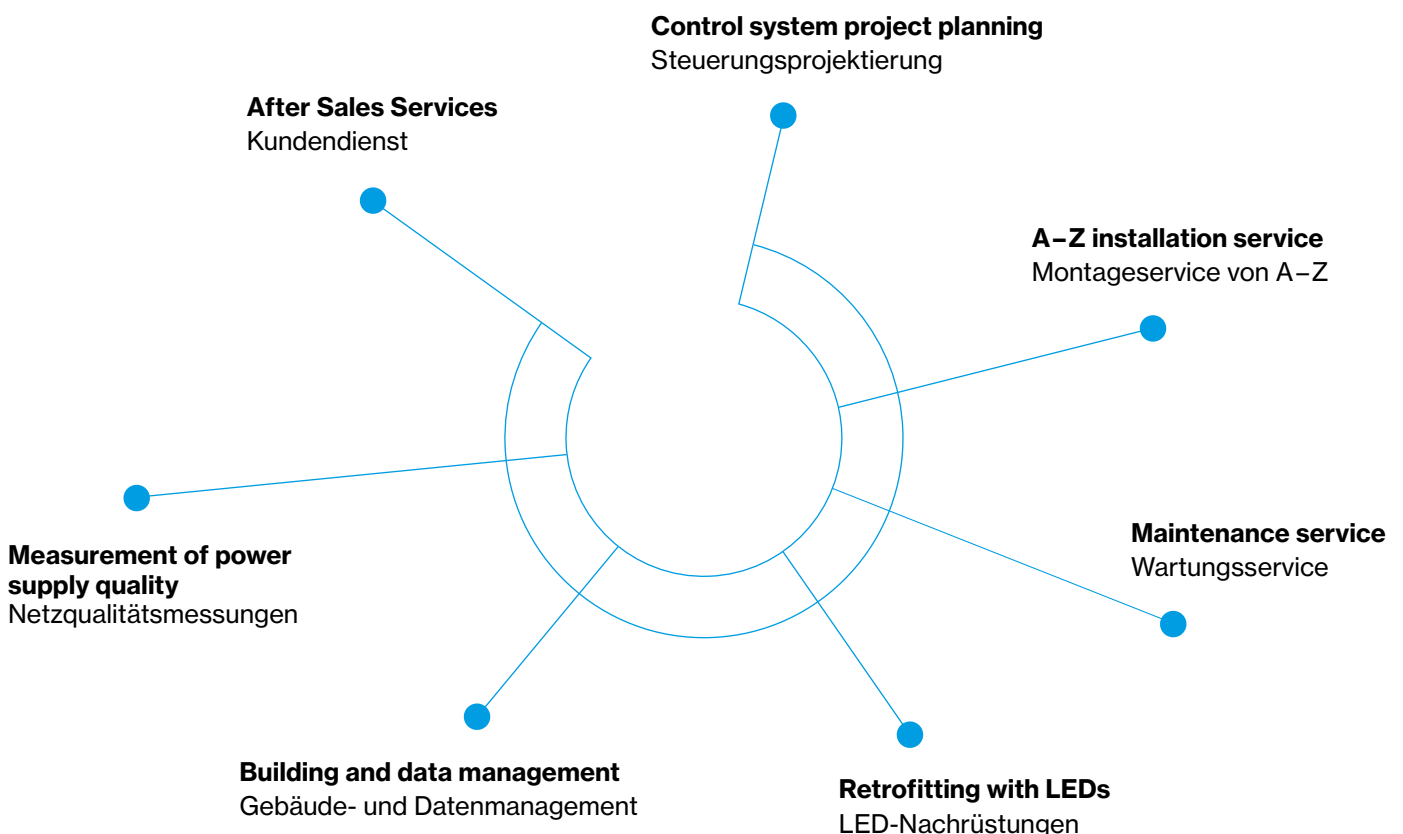 Control system project planning
Steuerungsprojektierung
After Sales Services
Kundendienst
A–Z installation service
Montageservice von A–Z
Maintenance service
Wartungsservice
Measurement of power
supply quality
Netzqualitätsmessungen
Building and data management
Gebäude- und Datenmanagement
Retrofitting with LEDs
LED-Nachrüstungen